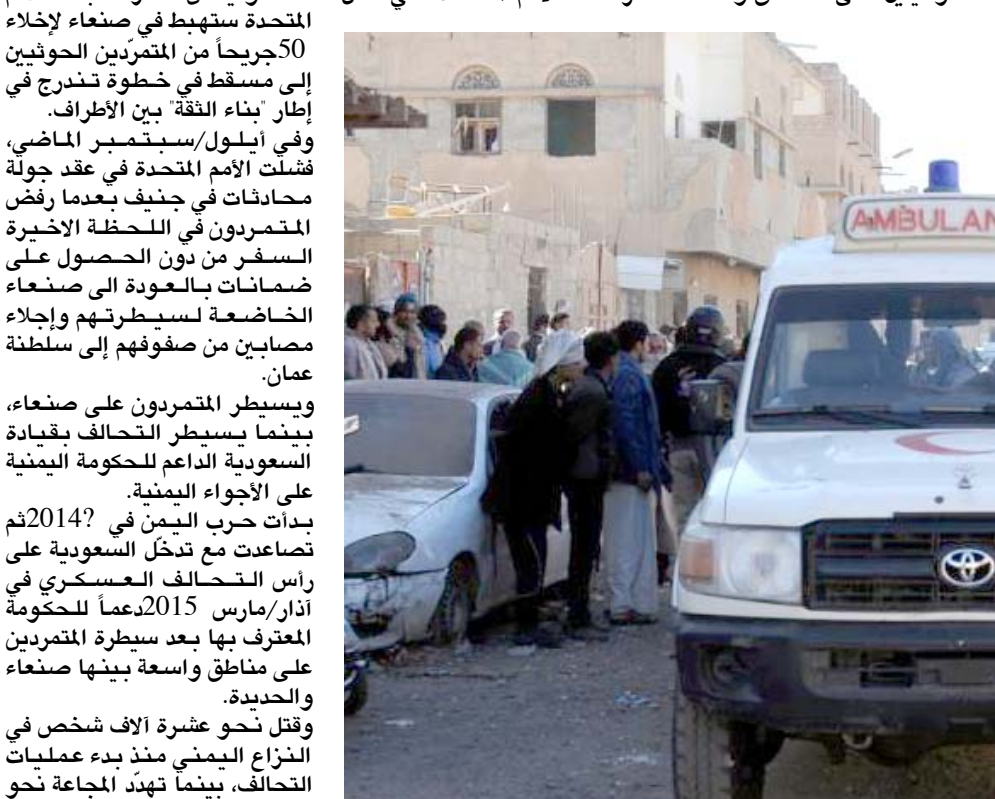 المتحدة ستهبط في صنعاء لإخلاء
50جريحاً من المتمرّدين الحوثيين
إلى مسقط في خطوة تندرج في
إطار "بناء الثقة" بين الأطراف.
وفي أيلول/سبتمبر الماضي،
فشلت الأمم المتحدة في عقد جولة
محادثات في جنيف بعدما رفض
المتمردون في اللحظة الاخيرة
السفر من دون الحصول على
ضمانات بالعودة الى صنعاء
الخاضعة لسيطرتهم وإجلاء
مصابين من صفوفهم إلى سلطنة
عمان.
ويسيطر المتمردون على صنعاء،
بينما يسيطر التحالف بقيادة
السعودية الداعم للحكومة اليمنية
على الأجواء اليمنية.
بدأت حرب اليمن في ?2014ثم
تصاعدت مع تدخّل السعودية على
رأس التحالف العسكري في
آذار/مارس 2015دعماً للحكومة
المعترف بها بعد سيطرة المتمردين
على مناطق واسعة بينها صنعاء
والحديدة.
وقتل نحو عشرة آلاف شخص في
النزاع اليمني منذ بدء عمليات
التحالف، بينما تهدّد المجاعة نحو
AMBULAN